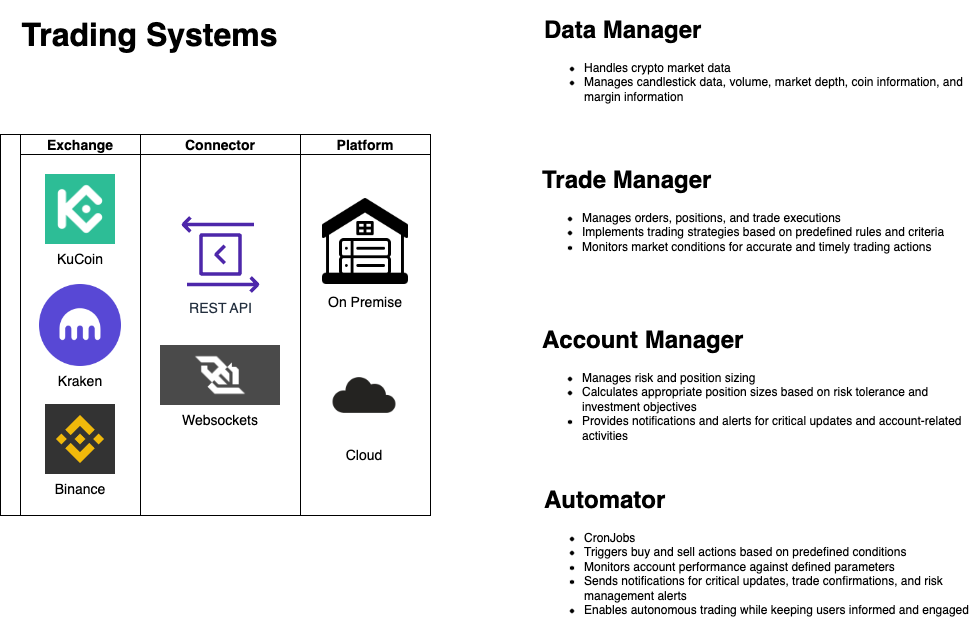 Trading Systems
Exchange
Connector
Platform
KuCoin
Kraken
Binance
REST API
Websockets
On Premise
Cloud
Data Manager
• Handles crypto market data
• Manages candlestick data, volume, market depth, coin information, and
margin information
Trade Manager
• Manages orders, positions, and trade executions
• Implements trading strategies based on predefined rules and criteria
• Monitors market conditions for accurate and timely trading actions
Account Manager
• Manages risk and position sizing
• Calculates appropriate position sizes based on risk tolerance and
investment objectives
• Provides notifications and alerts for critical updates and account-related
activities
Automator
• CronJobs
• Triggers buy and sell actions based on predefined conditions
• Monitors account performance against defined parameters
• Sends notifications for critical updates, trade confirmations, and risk
management alerts
• Enables autonomous trading while keeping users informed and engaged